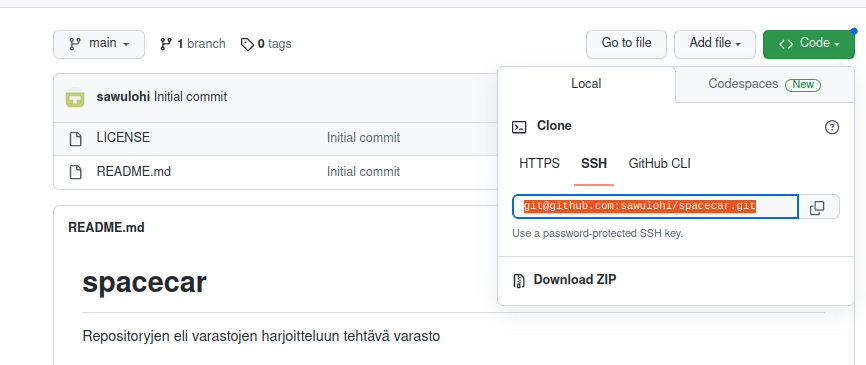 main
1 branch
0 tags
Go to file
Add file
Code
Local
Codespaces New
sawulohi Initial commit
Clone
LICENSE Initial commit
HTTPS SSH GitHub CLI
README.md Initial commit
git@github.com:sawulohi/spacecar.git
Use a password-protected SSH key.
README.md
Download ZIP
spacecar
Repositoryjen eli varastojen harjoitteluun tehtävä varasto